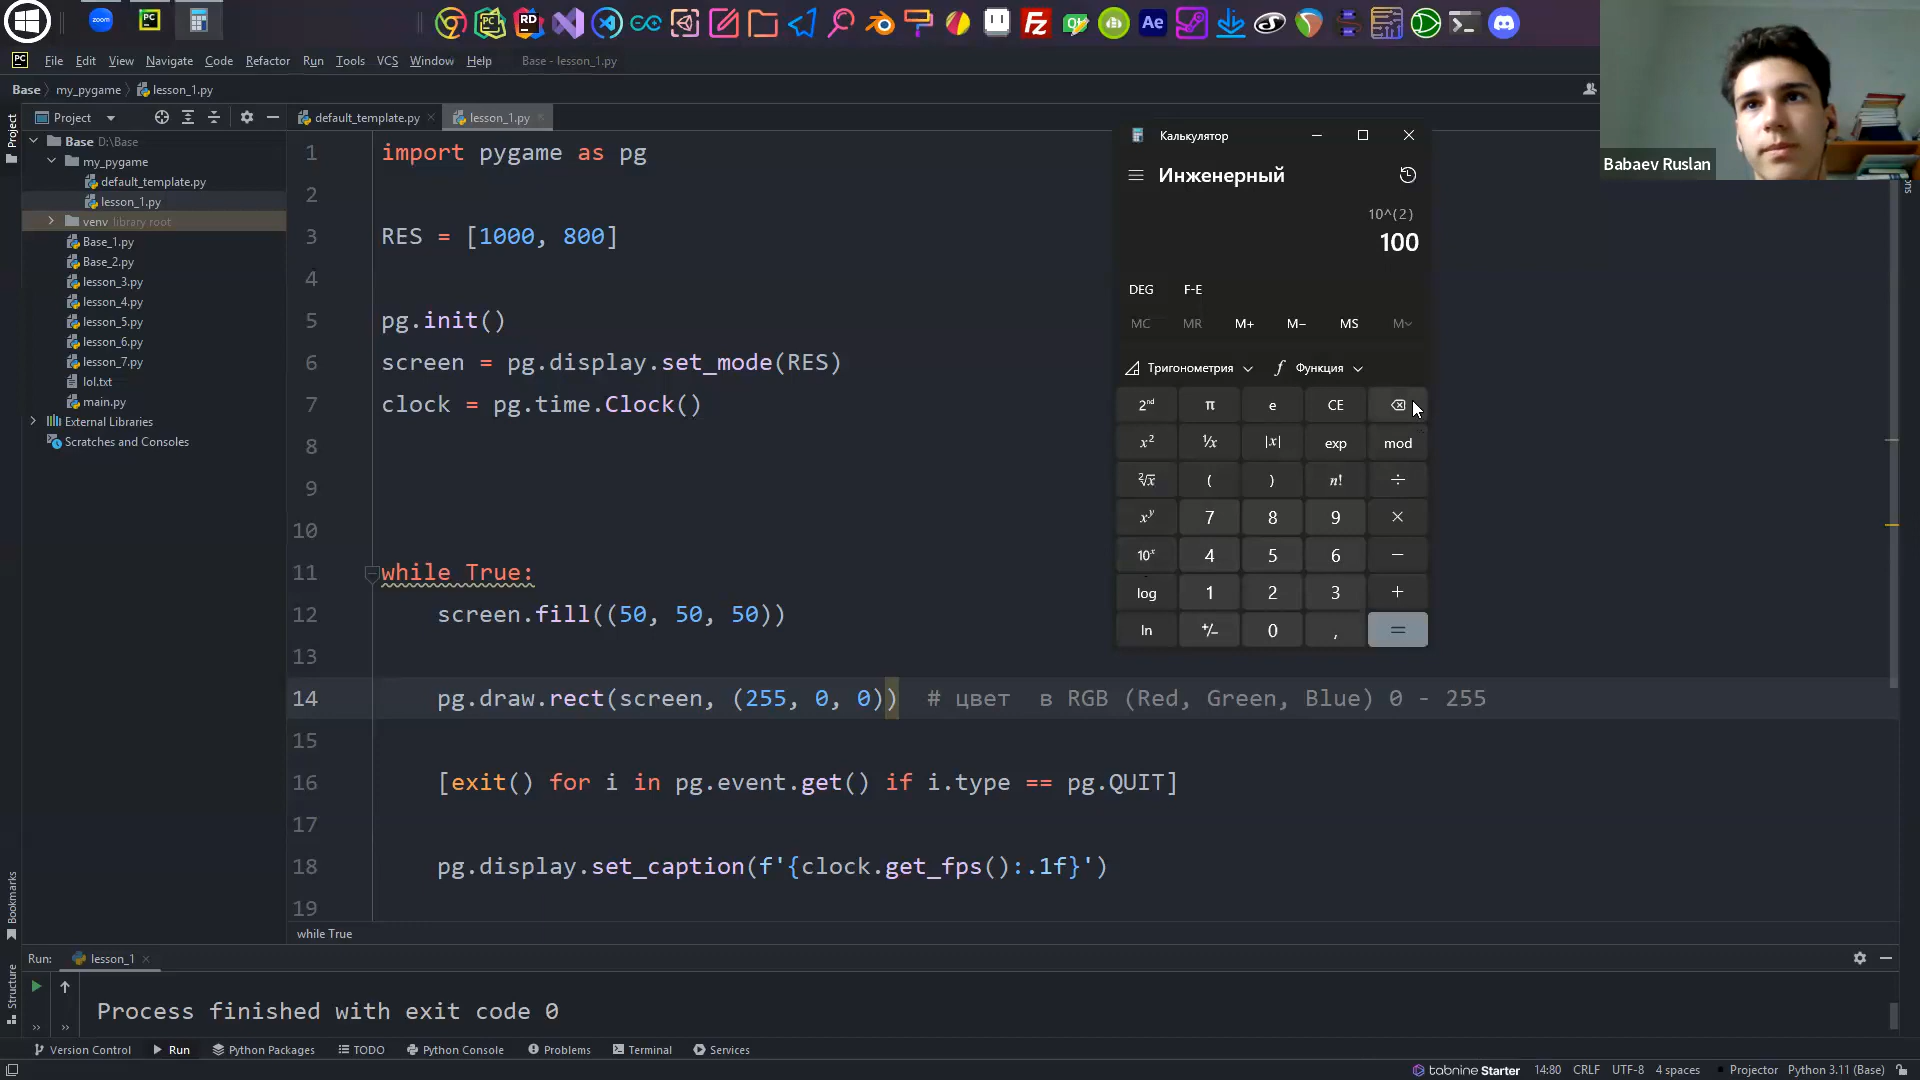 zoom
File Edit View Navigate Code Refactor Run Tools VCS Window Help Base - lesson_1.py
Base my_pygame lesson_1.py
Project
default_template.py
lesson_1.py
Base D:\Base
my_pygame
default_template.py
lesson_1.py
venv library root
Base_1.py
Base_2.py
lesson_3.py
lesson_4.py
lesson_5.py
lesson_6.py
lesson_7.py
lol.txt
main.py
External Libraries
Scratches and Consoles
Project
Bookmarks
Structure
1 import pygame as pg
2
3 RES = [1000, 800]
4
5 pg.init()
6 screen = pg.display.set_mode(RES)
7 clock = pg.time.Clock()
8
9
10
11 while True:
12 screen.fill((50, 50, 50))
13
14 pg.draw.rect(screen, (255, 0, 0)) # цвет в RGB (Red, Green, Blue) 0 - 255
15
16 [exit() for i in pg.event.get() if i.type == pg.QUIT]
17
18 pg.display.set_caption(f'{clock.get_fps():.1f}')
19
while True
Калькулятор
Инженерный
10^(2)
100
DEG F-E
MC MR M+ M− MS M
Тригонометрия f Функция
2nd π e CE
x² ¹/x |x| exp mod
²√x ( ) n! ÷
xʸ 7 8 9 ×
10ˣ 4 5 6 −
log 1 2 3 +
ln +/− 0 , =
Babaev Ruslan
Run: lesson_1
Process finished with exit code 0
Version Control Run Python Packages TODO Python Console Problems Terminal Services
tabnine Starter 14:80 CRLF UTF-8 4 spaces Projector Python 3.11 (Base)